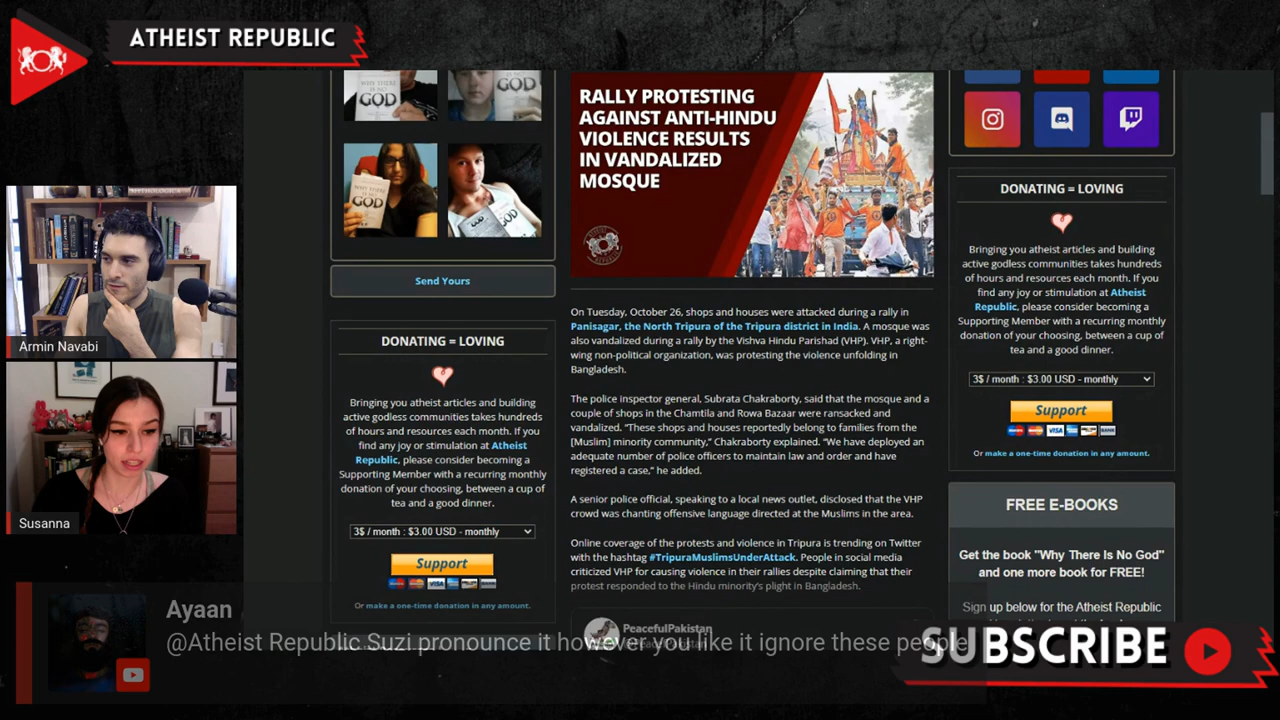 ATHEIST REPUBLIC
WHY THERE
IS NO
GOD
GOD
WHY THERE
IS NO
GOD
Send Yours
DONATING = LOVING
Bringing you atheist articles and building
active godless communities takes hundreds
of hours and resources each month. If you
find any joy or stimulation at Atheist
Republic, please consider becoming a
Supporting Member with a recurring monthly
donation of your choosing, between a cup of
tea and a good dinner.
3$ / month : $3.00 USD - monthly
Support
VISA
BANK
Or make a one-time donation in any amount.
RALLY PROTESTING
AGAINST ANTI-HINDU
VIOLENCE RESULTS
IN VANDALIZED
MOSQUE
On Tuesday, October 26, shops and houses were attacked during a rally in
Panisagar, the North Tripura of the Tripura district in India. A mosque was
also vandalized during a rally by the Vishva Hindu Parishad (VHP). VHP, a right-
wing non-political organization, was protesting the violence unfolding in
Bangladesh.
The police inspector general, Subrata Chakraborty, said that the mosque and a
couple of shops in the Chamtila and Rowa Bazaar were ransacked and
vandalized. “These shops and houses reportedly belong to families from the
[Muslim] minority community,” Chakraborty explained. “We have deployed an
adequate number of police officers to maintain law and order and have
registered a case,” he added.
A senior police official, speaking to a local news outlet, disclosed that the VHP
crowd was chanting offensive language directed at the Muslims in the area.
Online coverage of the protests and violence in Tripura is trending on Twitter
with the hashtag #TripuraMuslimsUnderAttack. People in social media
criticized VHP for causing violence in their rallies despite claiming that their
protest responded to the Hindu minority's plight in Bangladesh.
PeacefulPakistan
DONATING = LOVING
Bringing you atheist articles and building
active godless communities takes hundreds
of hours and resources each month. If you
find any joy or stimulation at Atheist
Republic, please consider becoming a
Supporting Member with a recurring monthly
donation of your choosing, between a cup of
tea and a good dinner.
3$ / month : $3.00 USD - monthly
Support
VISA
BANK
Or make a one-time donation in any amount.
FREE E-BOOKS
Get the book "Why There Is No God"
and one more book for FREE!
Sign up below for the Atheist Republic
Armin Navabi
Susanna
Ayaan
@Atheist Republic Suzi pronounce it however you like it ignore these people
SUBSCRIBE